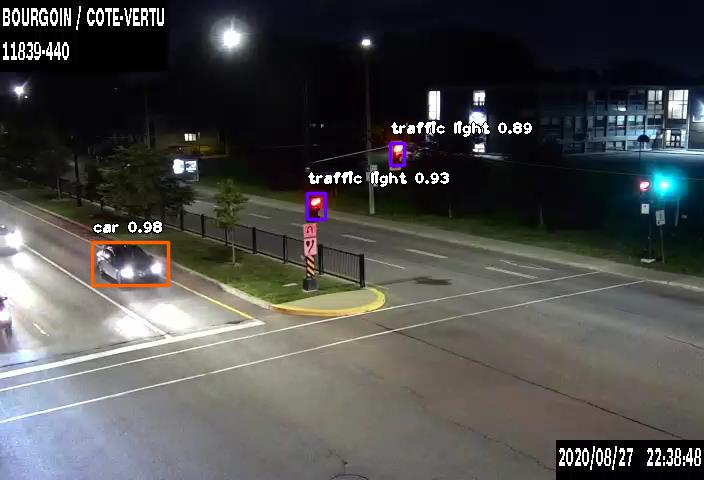 BOURGOIN / COTE-VERTU
11839-440
traffic light 0.89
traffic light 0.93
car 0.98
2020/08/27 22:38:48